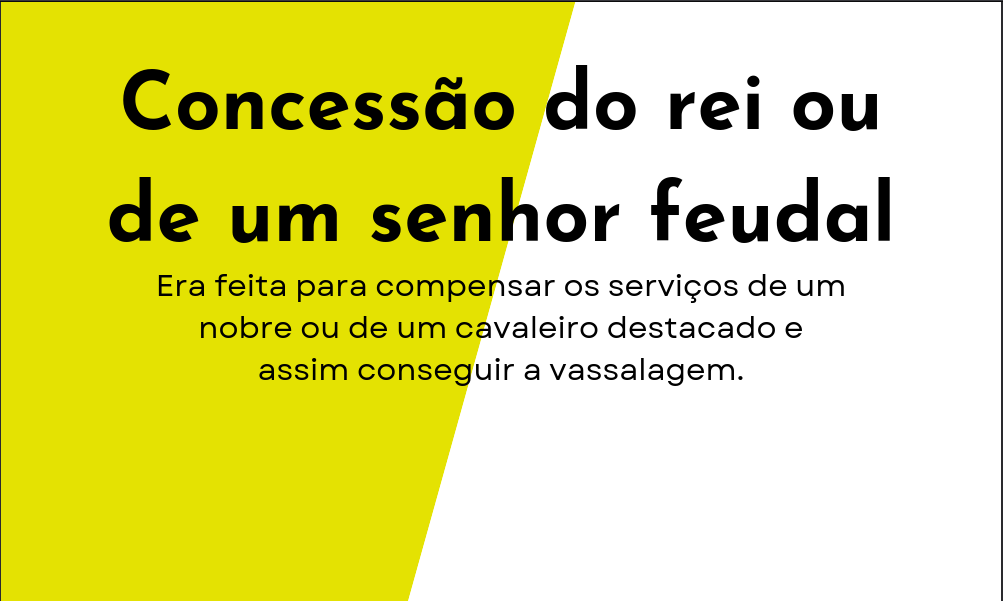 Concessão do rei ou
de um senhor feudal
Era feita para compensar os serviços de um
nobre ou de um cavaleiro destacado e
assim conseguir a vassalagem.